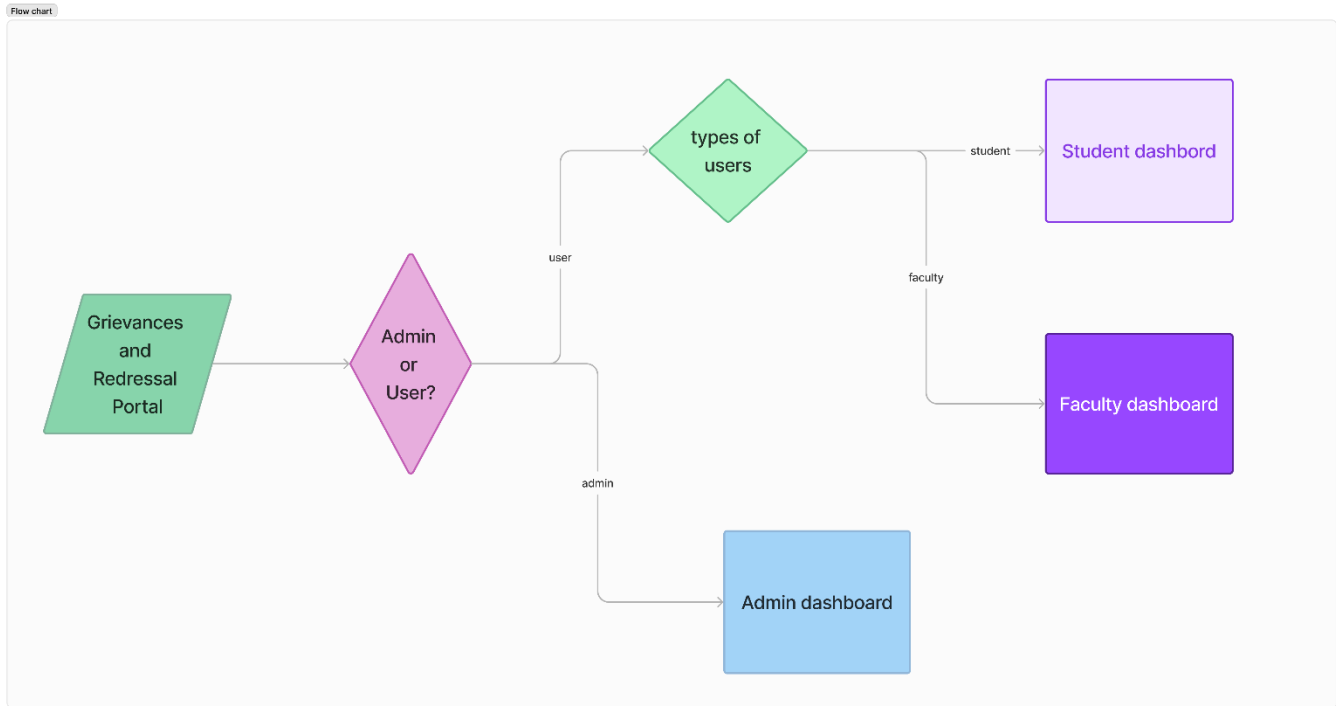 Flow chart
Grievances
and
Redressal
Portal
Admin
or
User?
user
admin
types of
users
student
faculty
Student dashbord
Faculty dashboard
Admin dashboard